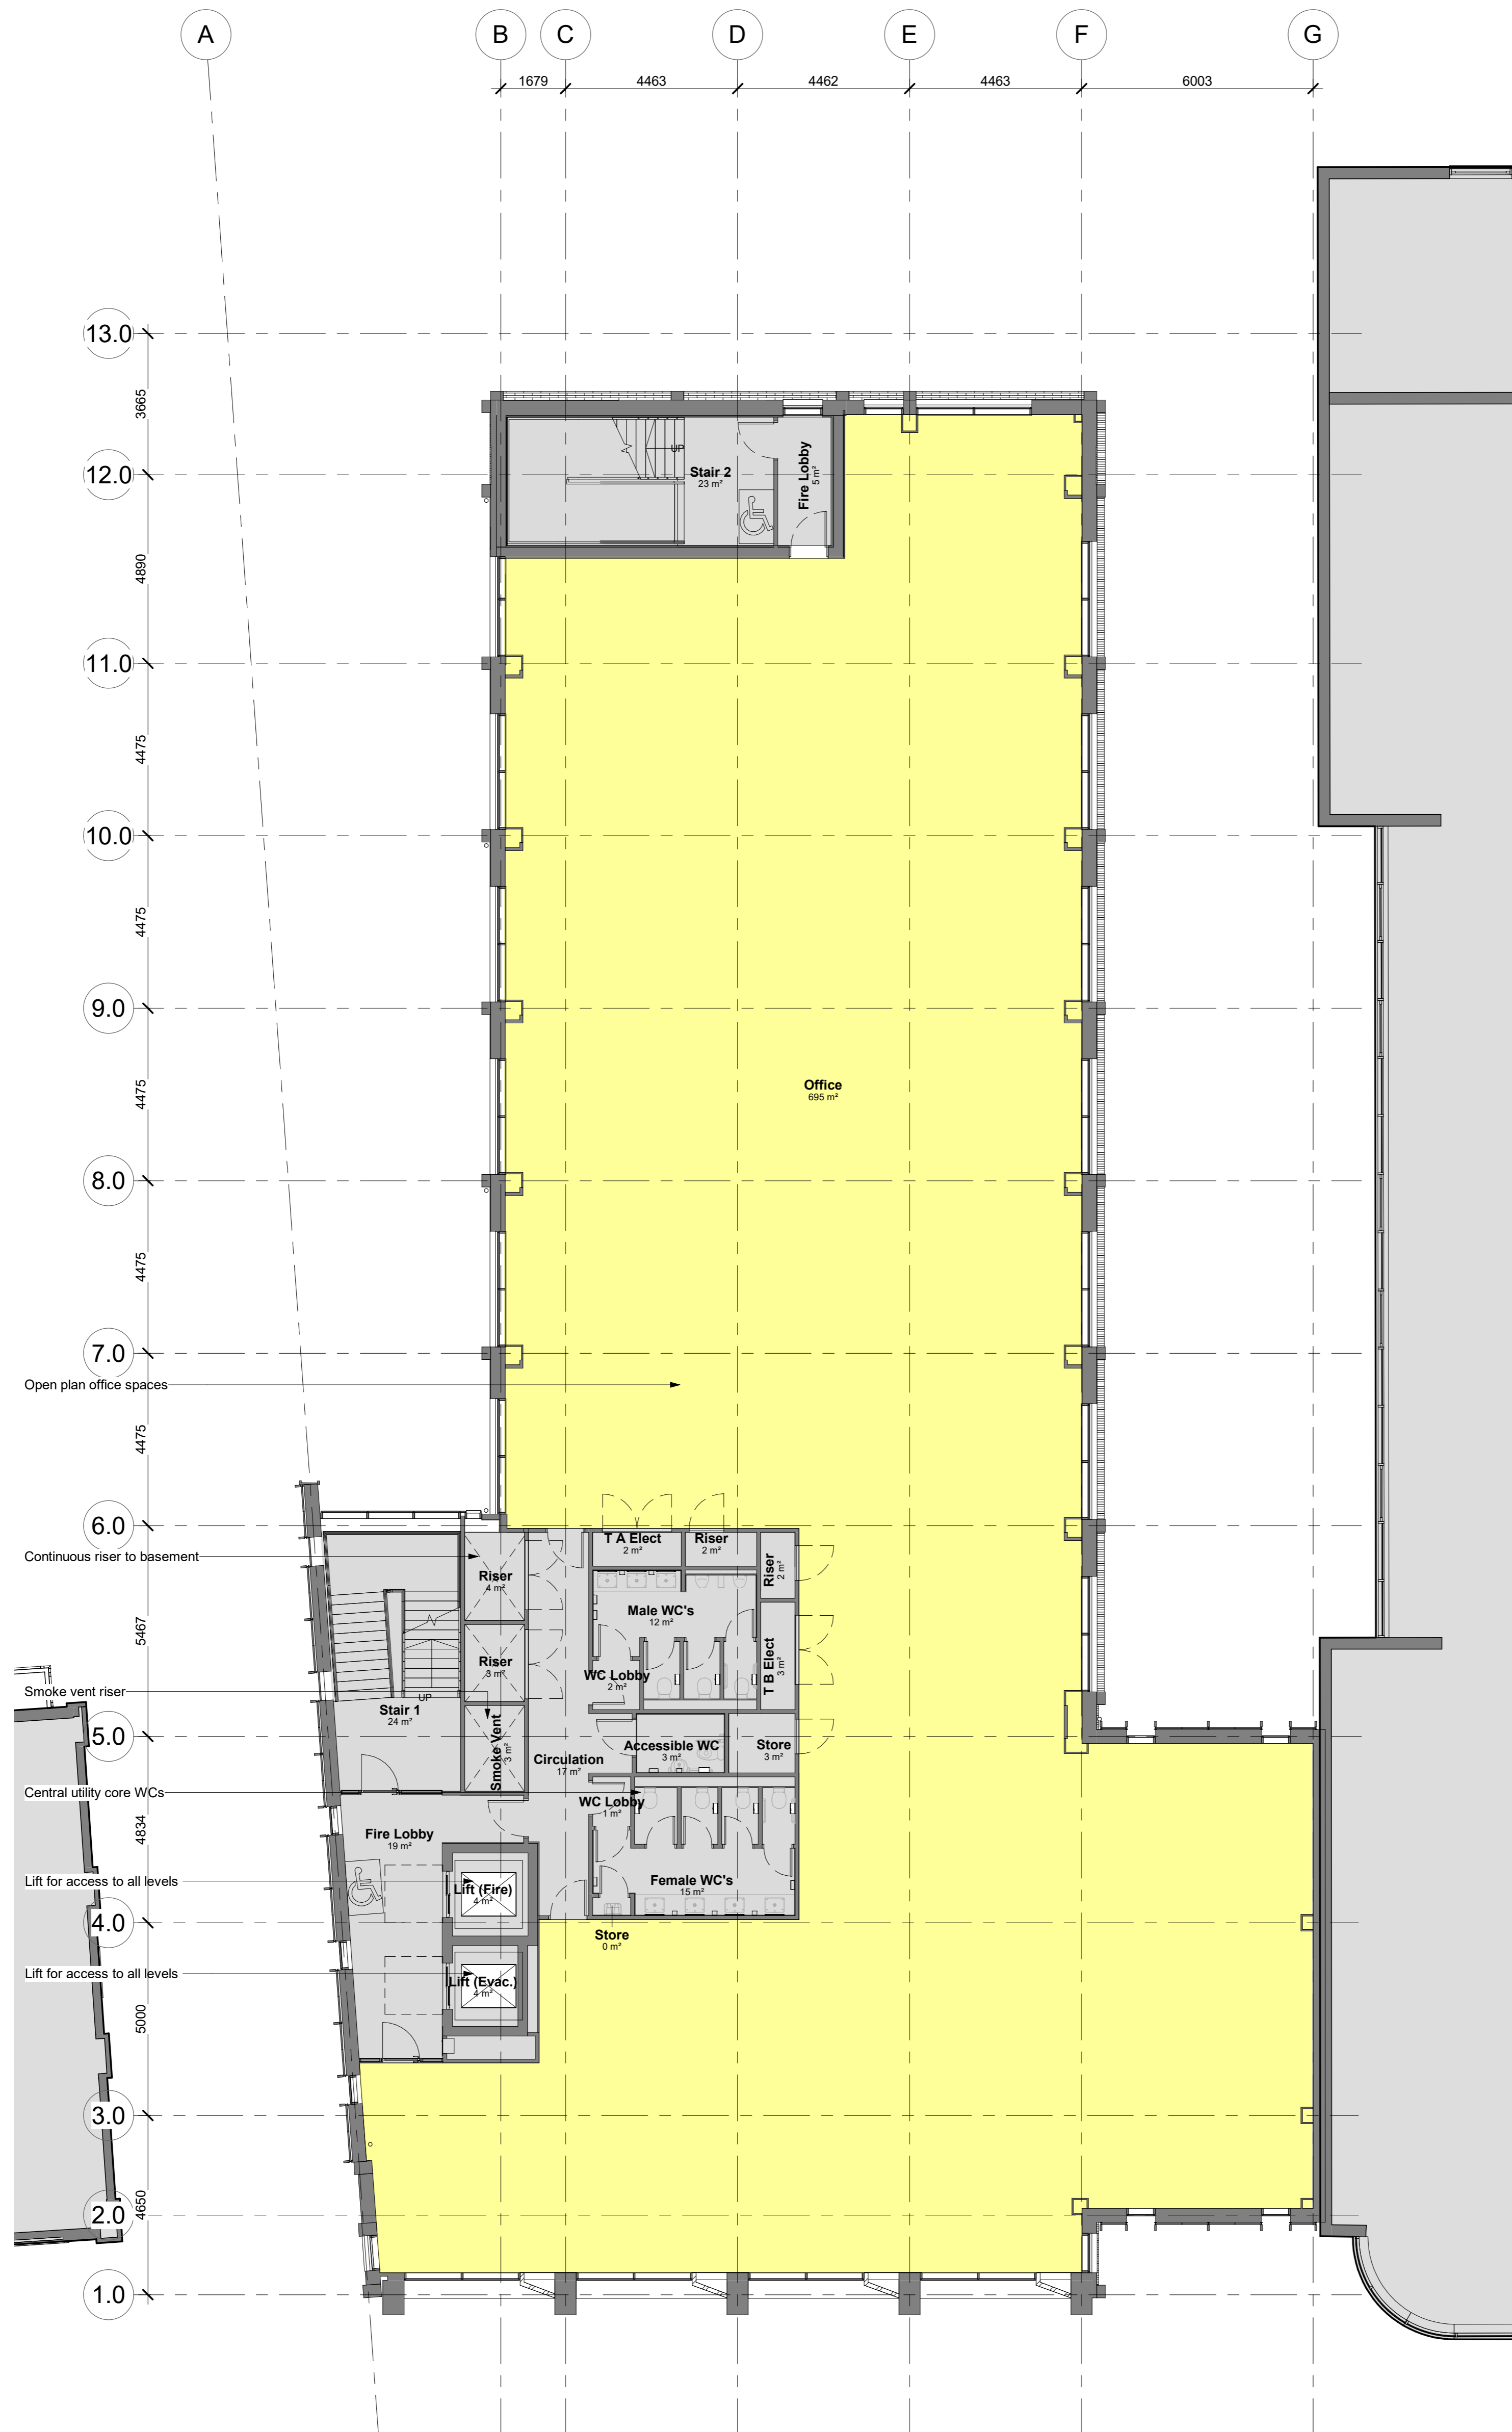 A
B
C
D
E
F
G
1679
4463
4462
4463
6003
13.0
3665
12.0
UP
Stair 2
23 m²
Fire Lobby
5 m²
4890
11.0
4475
10.0
4475
9.0
4475
Office
695 m²
8.0
4475
7.0
Open plan office spaces
4475
6.0
T A Elect
2 m²
Riser
2 m²
Continuous riser to basement
Riser
4 m²
Riser
2 m²
Male WC's
12 m²
5467
Riser
3 m²
WC Lobby
2 m²
T B Elect
3 m²
Smoke vent riser
UP
Stair 1
24 m²
5.0
Smoke Vent
3 m²
Circulation
17 m²
Accessible WC
3 m²
Store
3 m²
Central utility core WCs
WC Lobby
1 m²
4834
Fire Lobby
19 m²
Lift for access to all levels
Lift (Fire)
4 m²
Female WC's
15 m²
4.0
Store
0 m²
Lift for access to all levels
Lift (Evac.)
4 m²
5000
3.0
4650
2.0
1.0